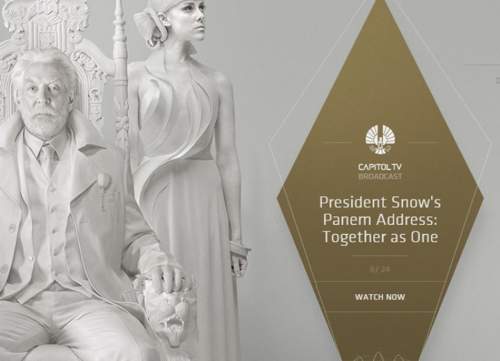 CAPITOL TV
BROADCAST
President Snow's
Panem Address:
Together as One
WATCH NOW